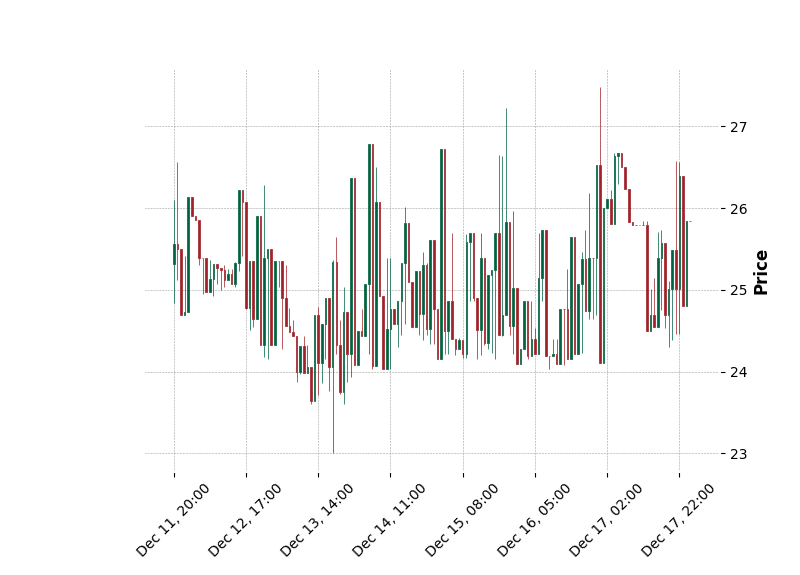 27
26
25
24
23
Price
Dec 11, 20:00
Dec 12, 17:00
Dec 13, 14:00
Dec 14, 11:00
Dec 15, 08:00
Dec 16, 05:00
Dec 17, 02:00
Dec 17, 22:00